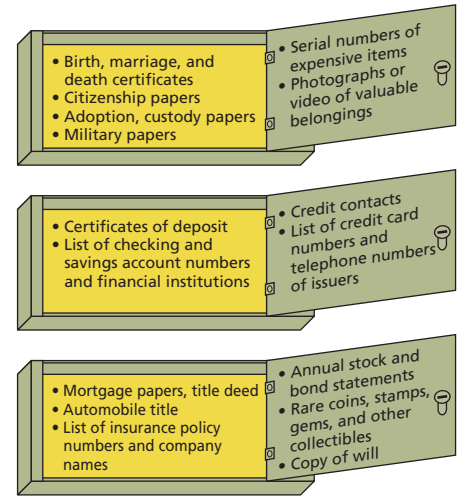 • Birth, marriage, and
death certificates
• Citizenship papers
• Adoption, custody papers
• Military papers
• Serial numbers of
expensive items
• Photographs or
video of valuable
belongings
• Certificates of deposit
• List of checking and
savings account numbers
and financial institutions
• Credit contacts
• List of credit card
numbers and
telephone numbers
of issuers
• Mortgage papers, title deed
• Automobile title
• List of insurance policy
numbers and company
names
• Annual stock and
bond statements
• Rare coins, stamps,
gems, and other
collectibles
• Copy of will